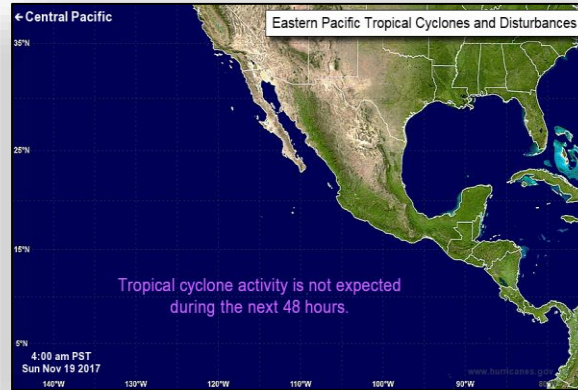 ←Central Pacific
Eastern Pacific Tropical Cyclones and Disturbances
35°N
25°N
15°N
5°N
Tropical cyclone activity is not expected
during the next 48 hours.
4:00 am PST
Sun Nov 19 2017
www.hurricanes.gov
140°W 130°W 120°W 110°W 100°W 90°W